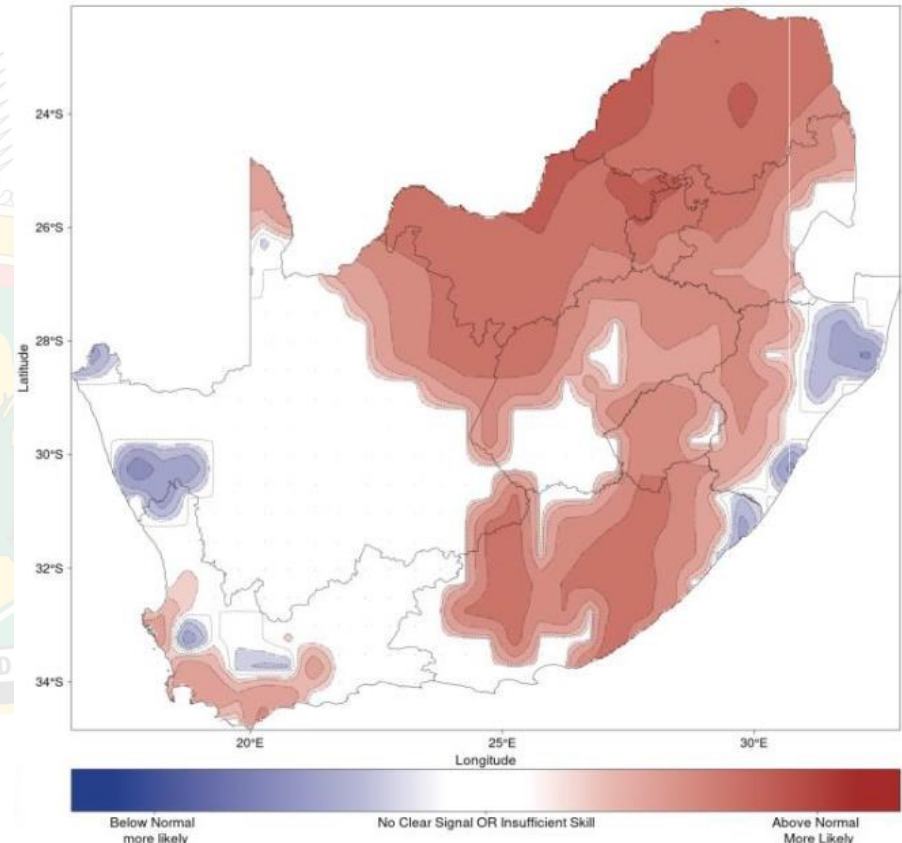 24°S
26°S
28°S
30°S
32°S
34°S
Latitude
20°E
25°E
30°E
Longitude
Below Normal
more likely
No Clear Signal OR Insufficient Skill
Above Normal
More Likely
D